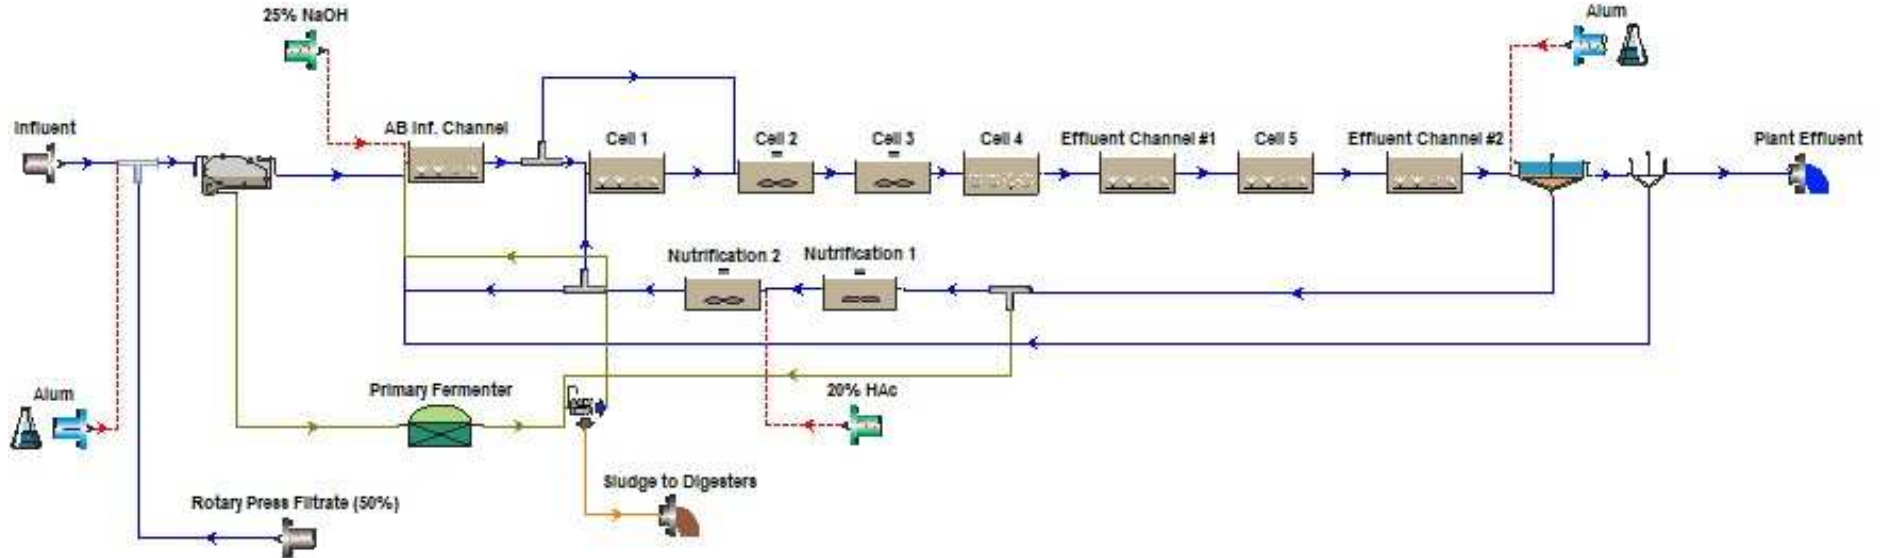 25% NaOH
Alum
Influent
AB Inf. Channel
Cell 1
Cell 2
Cell 3
Cell 4
Effluent Channel #1
Cell 5
Effluent Channel #2
Plant Effluent
Nutrification 2
Nutrification 1
Alum
Primary Fermenter
20% HAc
Sludge to Digesters
Rotary Press Filtrate (50%)